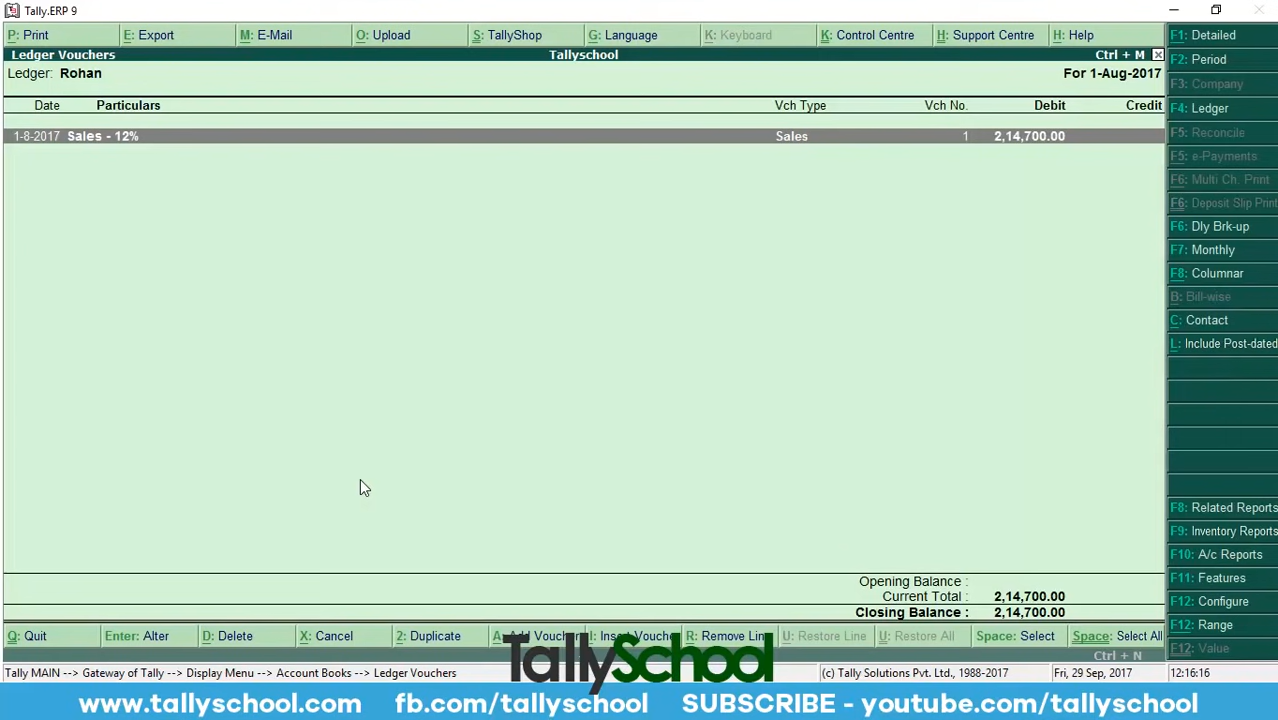 Tally.ERP 9
P: Print E: Export M: E-Mail O: Upload S: TallyShop G: Language K: Keyboard K: Control Centre H: Support Centre H: Help
Ledger Vouchers Tallyschool Ctrl + M
Ledger: Rohan For 1-Aug-2017
Date Particulars Vch Type Vch No. Debit Credit
1-8-2017 Sales - 12% Sales 1 2,14,700.00
Opening Balance :
Current Total : 2,14,700.00
Closing Balance : 2,14,700.00
F1: Detailed
F2: Period
F3: Company
F4: Ledger
F5: Reconcile
F5: e-Payments
F6: Multi Ch. Print
F6: Deposit Slip Print
F6: Dly Brk-up
F7: Monthly
F8: Columnar
B: Bill-wise
C: Contact
L: Include Post-dated
F8: Related Reports
F9: Inventory Reports
F10: A/c Reports
F11: Features
F12: Configure
F12: Range
F12: Value
Q: Quit Enter: Alter D: Delete X: Cancel 2: Duplicate A: Add Voucher I: Insert Vouche R: Remove Line U: Restore Line U: Restore All Space: Select Space: Select All
TallySchool
Ctrl + N
Tally MAIN --> Gateway of Tally --> Display Menu --> Account Books --> Ledger Vouchers (c) Tally Solutions Pvt. Ltd., 1988-2017 Fri, 29 Sep, 2017 12:16:16
www.tallyschool.com fb.com/tallyschool SUBSCRIBE - youtube.com/tallyschool